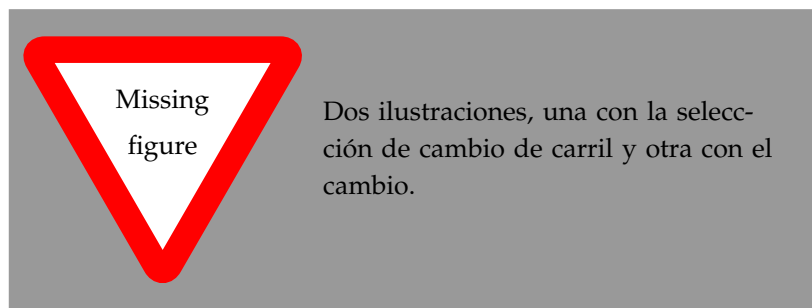 Missing
figure
Dos ilustraciones, una con la selecc-
ción de cambio de carril y otra con el
cambio.